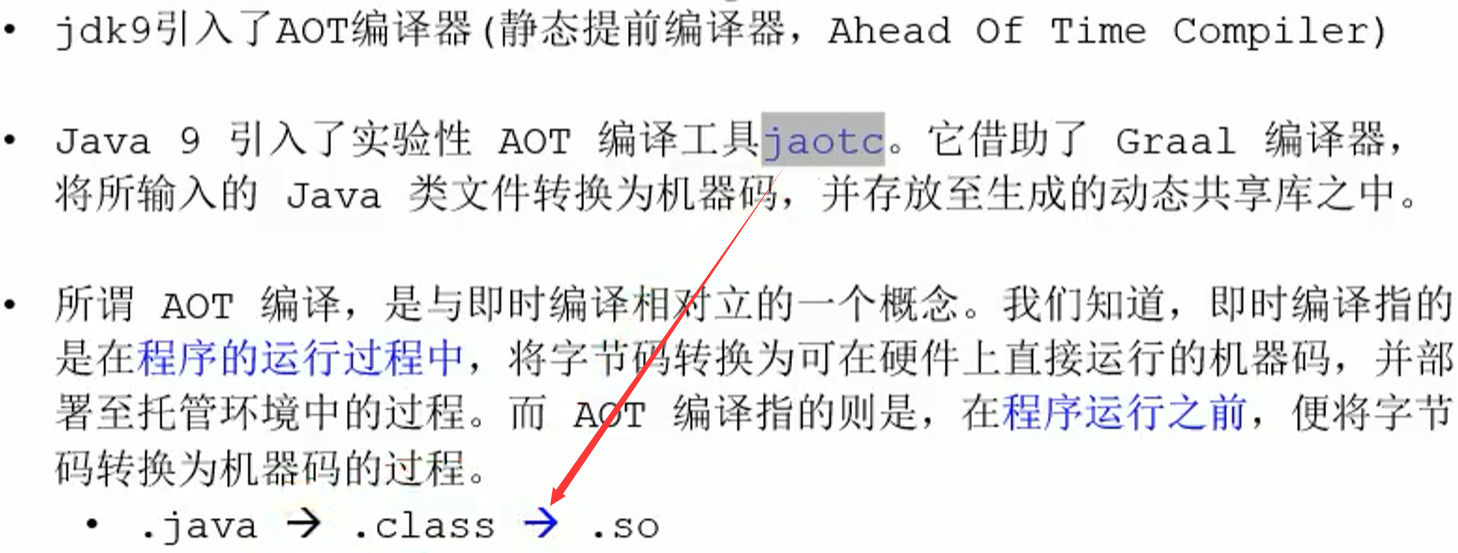 • jdk9引入了AOT编译器(静态提前编译器，Ahead Of Time Compiler)
• Java 9 引入了实验性 AOT 编译工具jaotc。它借助了 Graal 编译器，
将所输入的 Java 类文件转换为机器码，并存放至生成的动态共享库之中。
• 所谓 AOT 编译，是与即时编译相对立的一个概念。我们知道，即时编译指的
是在程序的运行过程中，将字节码转换为可在硬件上直接运行的机器码，并部
署至托管环境中的过程。而 AOT 编译指的则是，在程序运行之前，便将字节
码转换为机器码的过程。
• .java → .class → .so